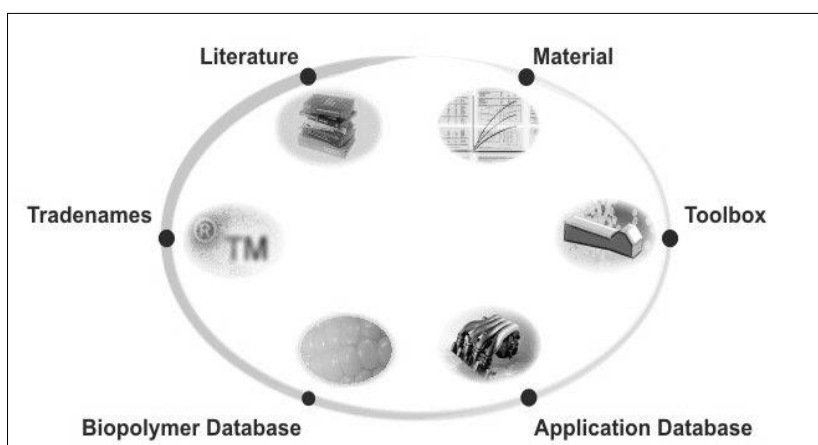 Literature
Material
Tradenames
Toolbox
® TM
Biopolymer Database
Application Database